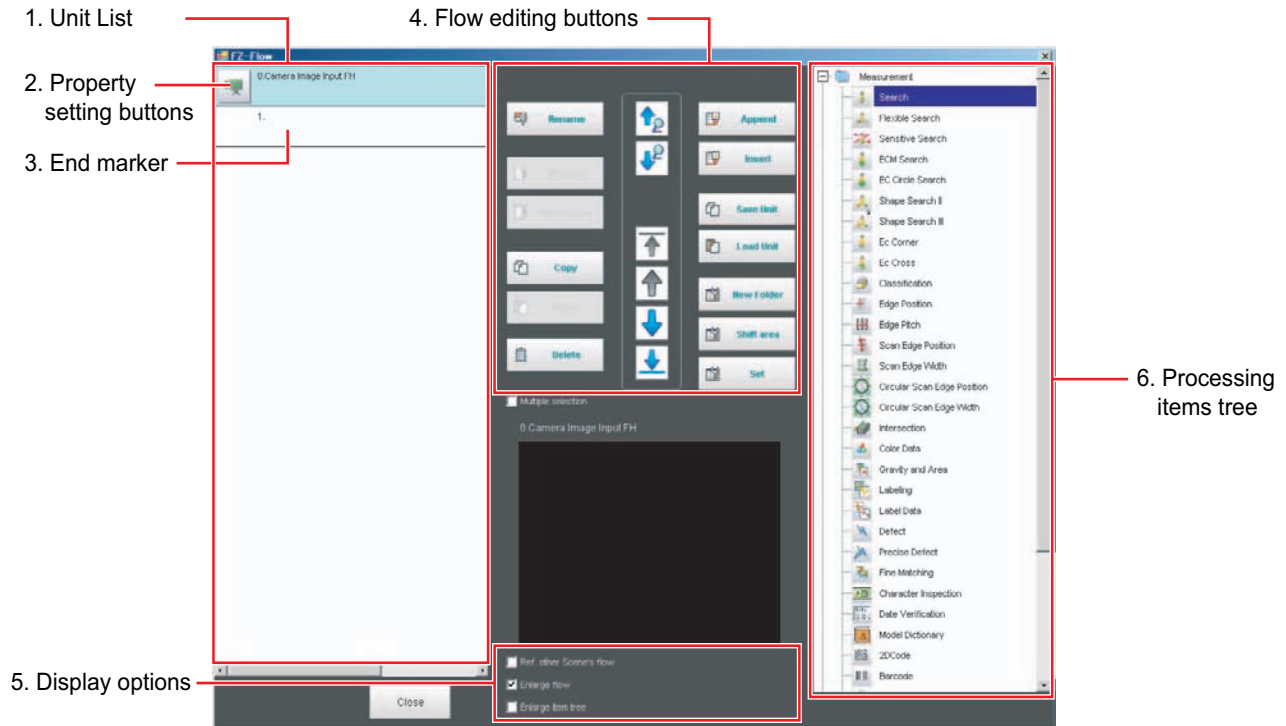 1. Unit List
4. Flow editing buttons
FZ-Flow
2. Property
setting buttons
0.Camera Image Input FH
1.
3. End marker
Rename
Append
Insert
Save Unit
Load Unit
Copy
New Folder
Shift area
Delete
Set
Multiple selection
0.Camera Image Input FH
Measurement
Search
Flexible Search
Sensitive Search
ECM Search
EC Circle Search
Shape Search II
Shape Search III
Ec Corner
Ec Cross
Classification
Edge Position
Edge Pitch
Scan Edge Position
Scan Edge Width
Circular Scan Edge Position
Circular Scan Edge Width
Intersection
Color Data
Gravity and Area
Labeling
Label Data
Defect
Precise Defect
Fine Matching
Character Inspection
Date Verification
Model Dictionary
2DCode
Barcode
6. Processing
items tree
5. Display options
Ref. other Scene's flow
Enlarge flow
Enlarge item tree
Close